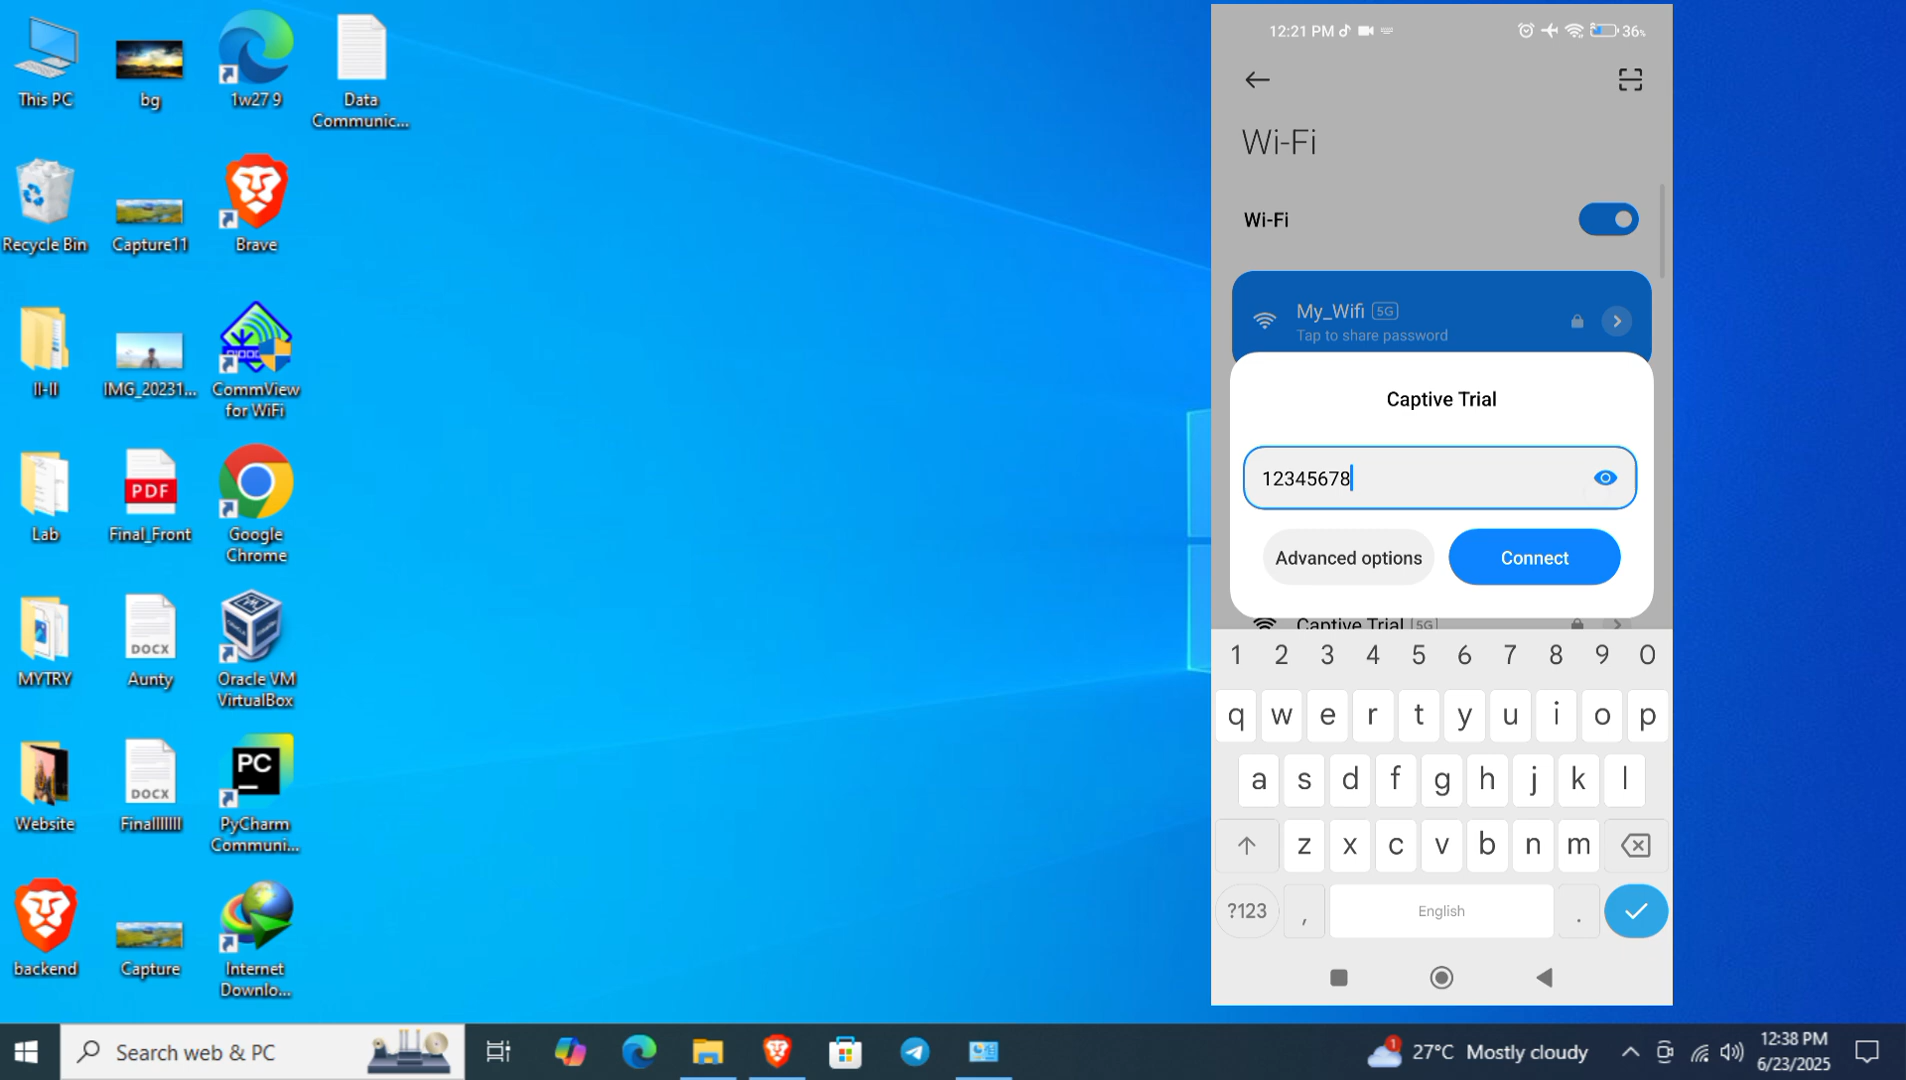 This PC
bg
1w27 9
Data
Communic...
Recycle Bin
Capture11
Brave
II-II
IMG_20231...
CommView
for WiFi
Lab
PDF
Final_Front
Google
Chrome
MYTRY
DOCX
Aunty
Oracle VM
VirtualBox
Website
DOCX
Finalllllll
PC
PyCharm
Communi...
backend
Capture
Internet
Downlo...
12:21 PM
36%
Wi-Fi
Wi-Fi
My_Wifi 5G
Tap to share password
Captive Trial
12345678
Advanced options
Connect
Captive Trial 5G
1 2 3 4 5 6 7 8 9 0
q w e r t y u i o p
a s d f g h j k l
z x c v b n m
?123 , English .
Search web & PC
1
27°C Mostly cloudy
12:38 PM
6/23/2025